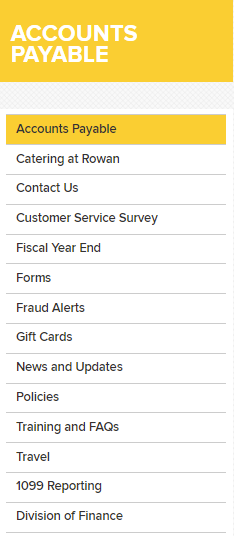 ACCOUNTS
PAYABLE
Accounts Payable
Catering at Rowan
Contact Us
Customer Service Survey
Fiscal Year End
Forms
Fraud Alerts
Gift Cards
News and Updates
Policies
Training and FAQs
Travel
1099 Reporting
Division of Finance